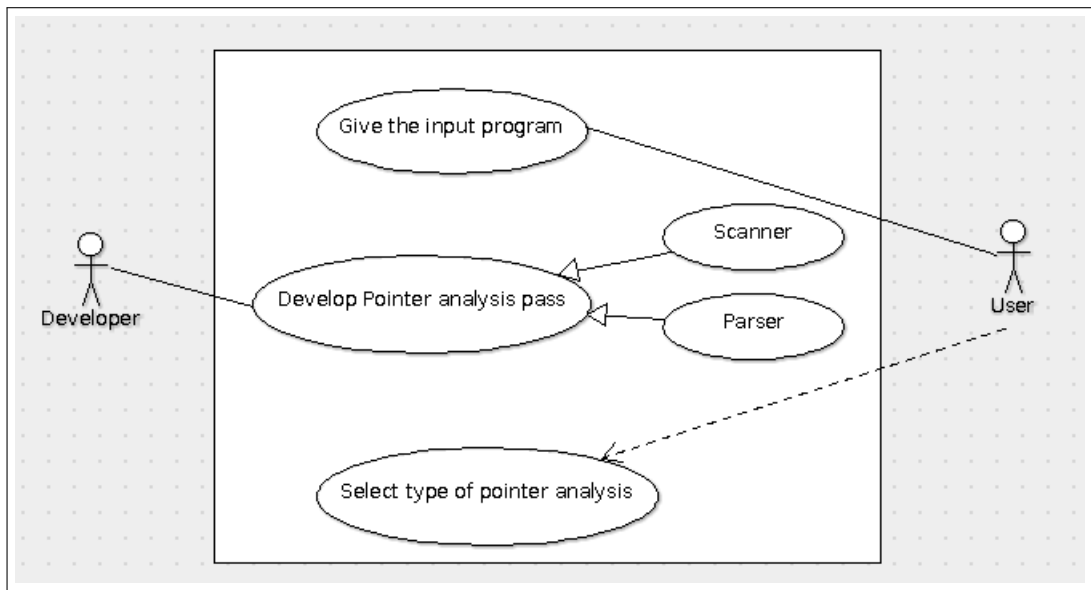 Give the input program
Scanner
Develop Pointer analysis pass
Parser
Developer
User
Select type of pointer analysis